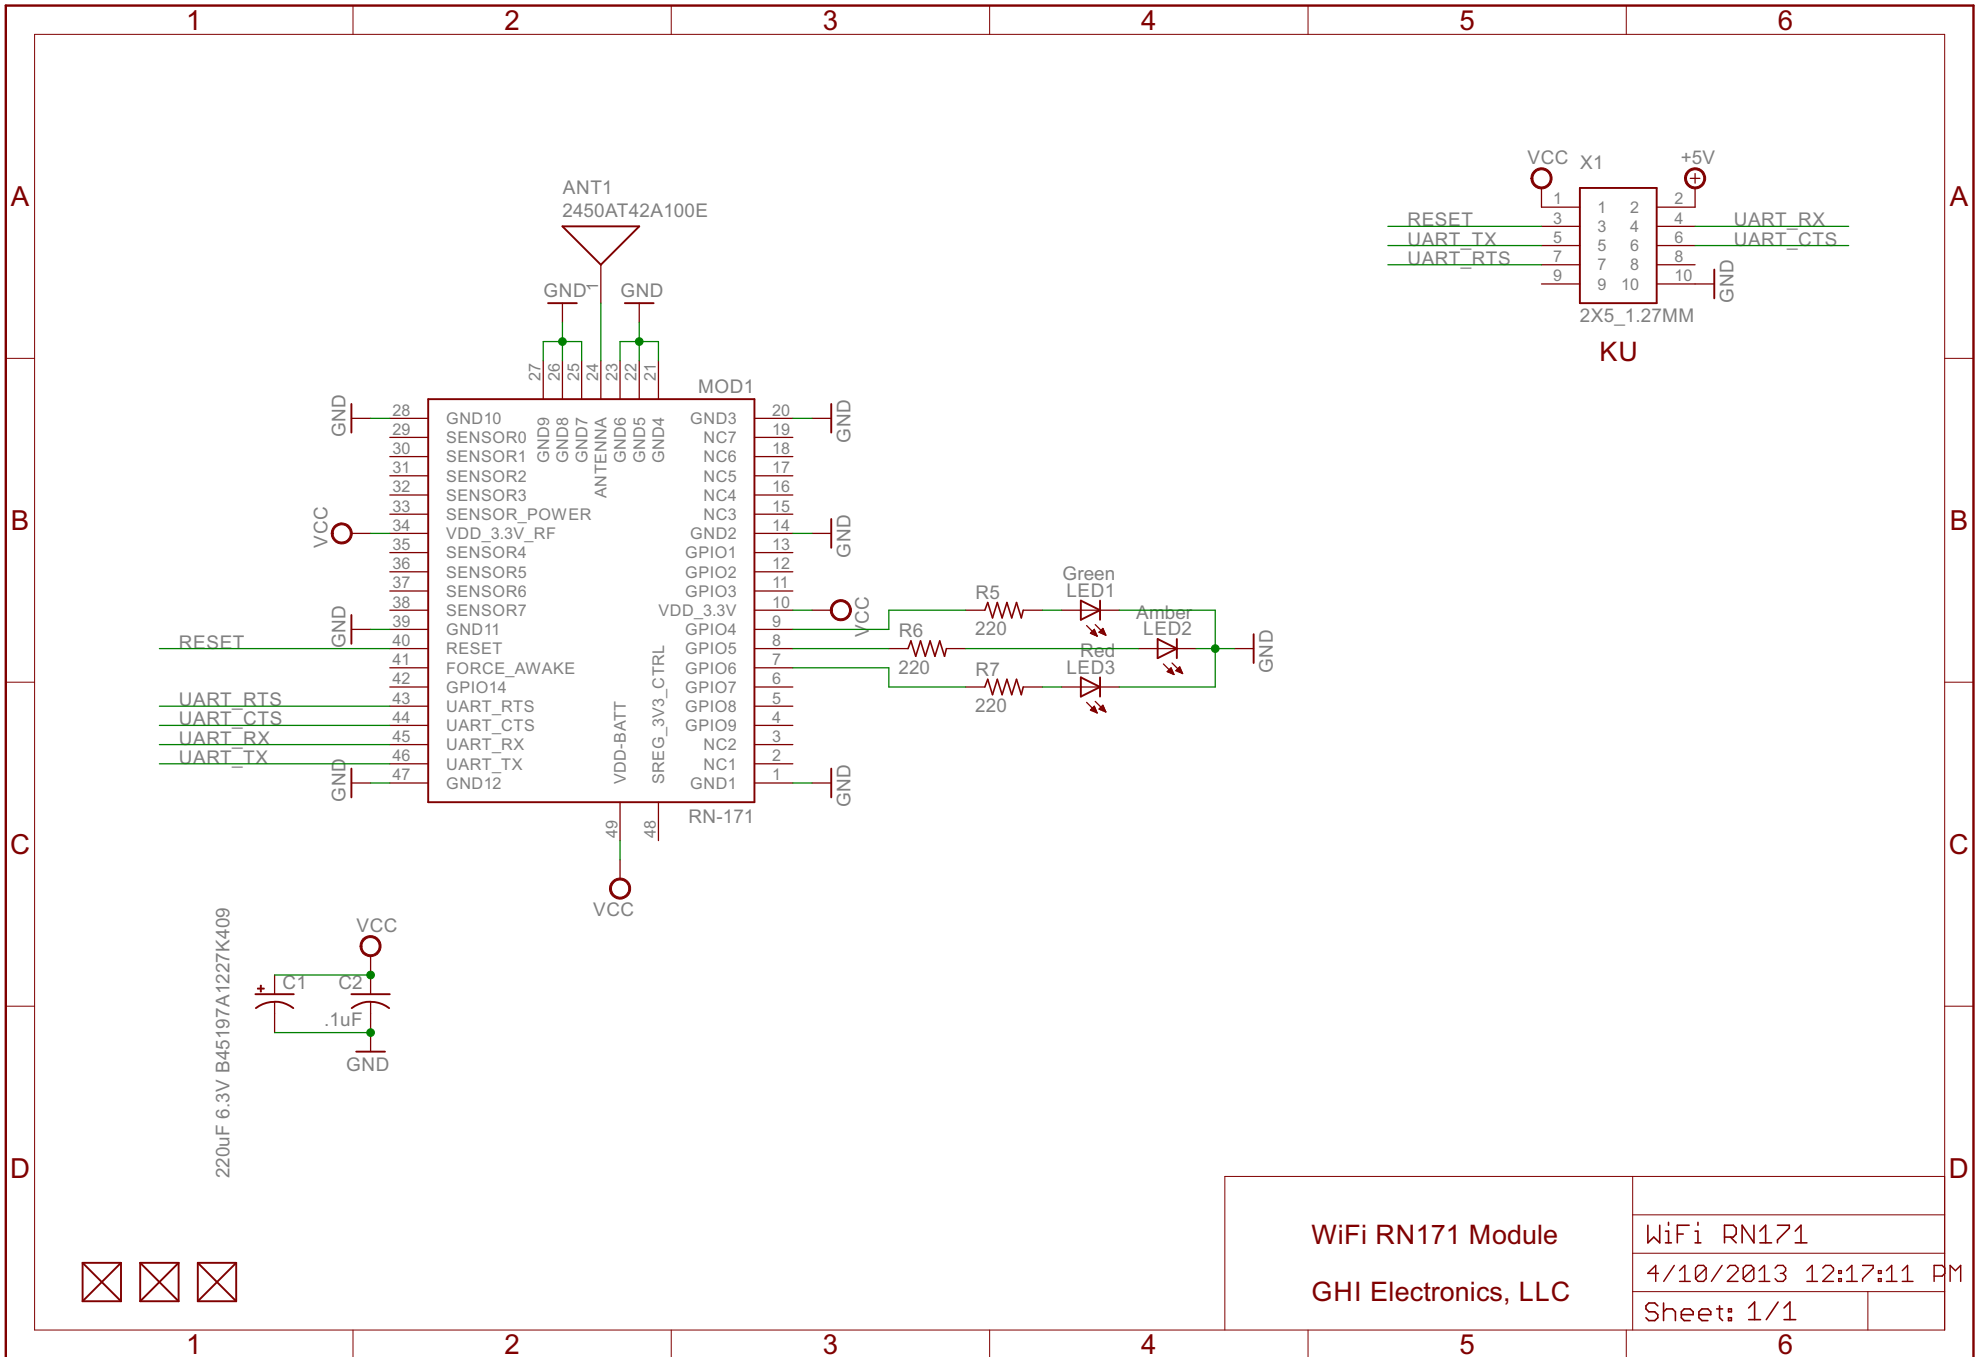 1 2 3 4 5 6
A A
B B
C C
D D
ANT1
2450AT42A100E
GND 1 GND
27 26 25 24 23 22 21
MOD1
GND 28 GND10
29 SENSOR0
30 SENSOR1
31 SENSOR2
32 SENSOR3
33 SENSOR_POWER
VCC 34 VDD_3.3V_RF
35 SENSOR4
36 SENSOR5
37 SENSOR6
38 SENSOR7
GND 39 GND11
RESET 40 RESET
41 FORCE_AWAKE
42 GPIO14
UART_RTS 43 UART_RTS
UART_CTS 44 UART_CTS
UART_RX 45 UART_RX
UART_TX 46 UART_TX
GND 47 GND12
GND9
GND8
GND7
ANTENNA
GND6
GND5
GND4
GND3 20 GND
NC7 19
NC6 18
NC5 17
NC4 16
NC3 15
GND2 14 GND
GPIO1 13
GPIO2 12
GPIO3 11
VDD_3.3V 10 VCC
GPIO4 9
GPIO5 8
GPIO6 7
GPIO7 6
GPIO8 5
GPIO9 4
NC2 3
NC1 2
GND1 1 GND
VDD-BATT
SREG_3V3_CTRL
RN-171
49 48
VCC
R5
220
Green
LED1
R6
220
Amber
LED2
R7
220
Red
LED3
GND
VCC X1 +5V
1 1 2 2
RESET 3 3 4 4 UART_RX
UART_TX 5 5 6 6 UART_CTS
UART_RTS 7 7 8 8
9 9 10 10 GND
2X5_1.27MM
KU
220uF 6.3V B45197A1227K409
VCC
+ C1 C2
.1uF
GND
WiFi RN171 Module
GHI Electronics, LLC
WiFi RN171
4/10/2013 12:17:11 PM
Sheet: 1/1
1 2 3 4 5 6